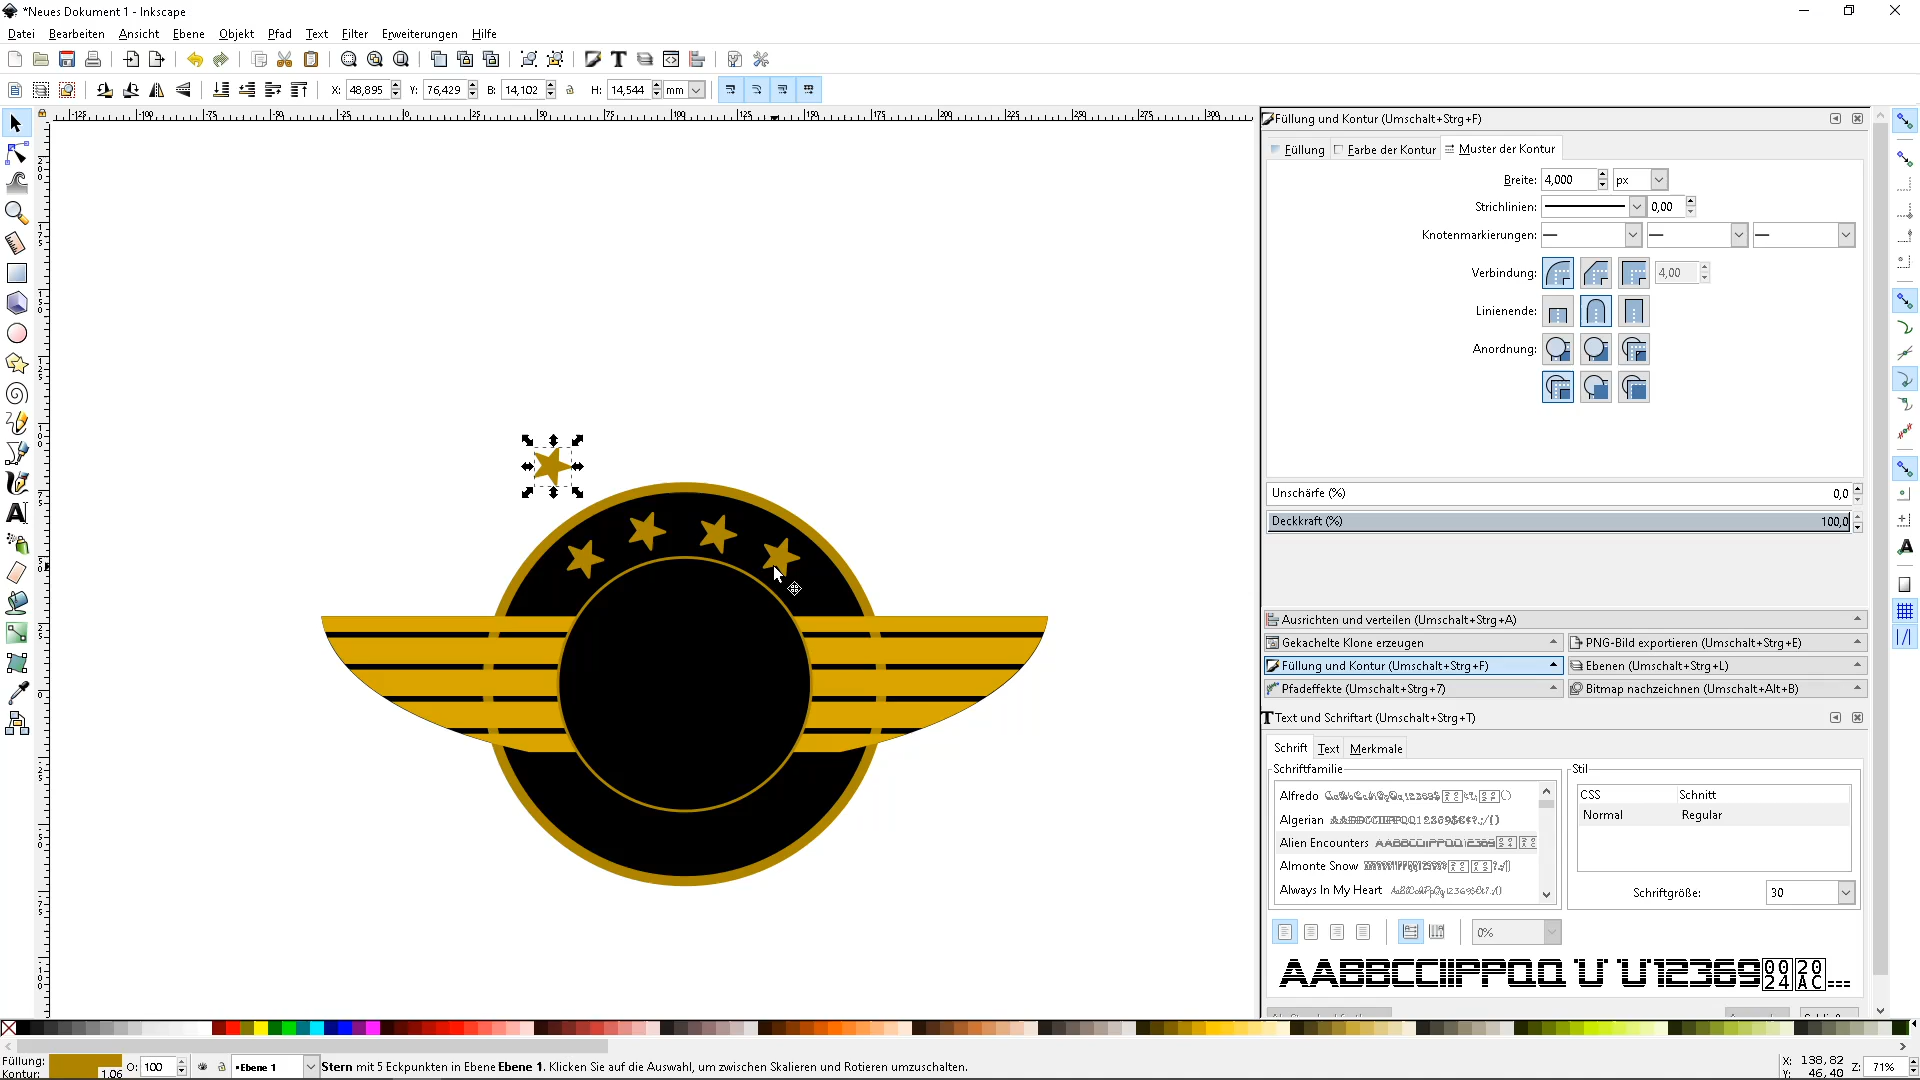 *Neues Dokument 1 - Inkscape
Datei Bearbeiten Ansicht Ebene Objekt Pfad Text Filter Erweiterungen Hilfe
X: 48,895 Y: 76,429 B: 14,102 H: 14,544 mm
Füllung und Kontur (Umschalt+Strg+F)
Füllung Farbe der Kontur Muster der Kontur
Breite: 4,000 px
Strichlinien: 0,00
Knotenmarkierungen:
Verbindung: 4,00
Linienende:
Anordnung:
Unschärfe (%) 0,0
Deckkraft (%) 100,0
Ausrichten und verteilen (Umschalt+Strg+A)
Gekachelte Klone erzeugen PNG-Bild exportieren (Umschalt+Strg+E)
Füllung und Kontur (Umschalt+Strg+F) Ebenen (Umschalt+Strg+L)
Pfadeffekte (Umschalt+Strg+7) Bitmap nachzeichnen (Umschalt+Alt+B)
Text und Schriftart (Umschalt+Strg+T)
Schrift Text Merkmale
Schriftfamilie Stil
Alfredo
Algerian
Alien Encounters
Almonte Snow
Always In My Heart
CSS Schnitt
Normal Regular
Schriftgröße: 30
0%
AABBCCIIPPQQ 12369
Füllung: O: 100 •Ebene 1 Stern mit 5 Eckpunkten in Ebene Ebene 1. Klicken Sie auf die Auswahl, um zwischen Skalieren und Rotieren umzuschalten. X: 138,82 Z: 71%
Kontur: 1.06 Y: 46,40